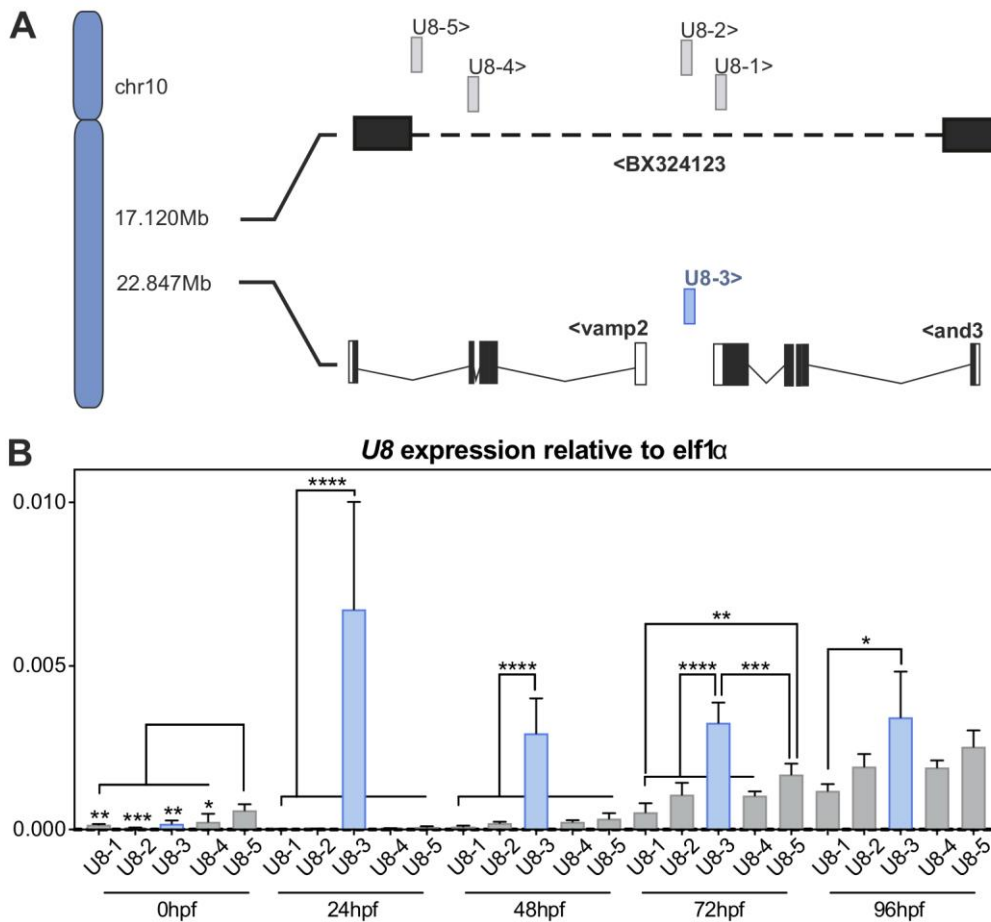 A
U8-5>
U8-2>
U8-4>
U8-1>
chr10
<BX324123
17.120Mb
22.847Mb
U8-3>
<vamp2
<and3
B
U8 expression relative to elf1α
0.010
****
**
0.005
****
****
***
*
** *** ** *
0.000
U8-1 U8-2 U8-3 U8-4 U8-5 U8-1 U8-2 U8-3 U8-4 U8-5 U8-1 U8-2 U8-3 U8-4 U8-5 U8-1 U8-2 U8-3 U8-4 U8-5 U8-1 U8-2 U8-3 U8-4 U8-5
0hpf 24hpf 48hpf 72hpf 96hpf